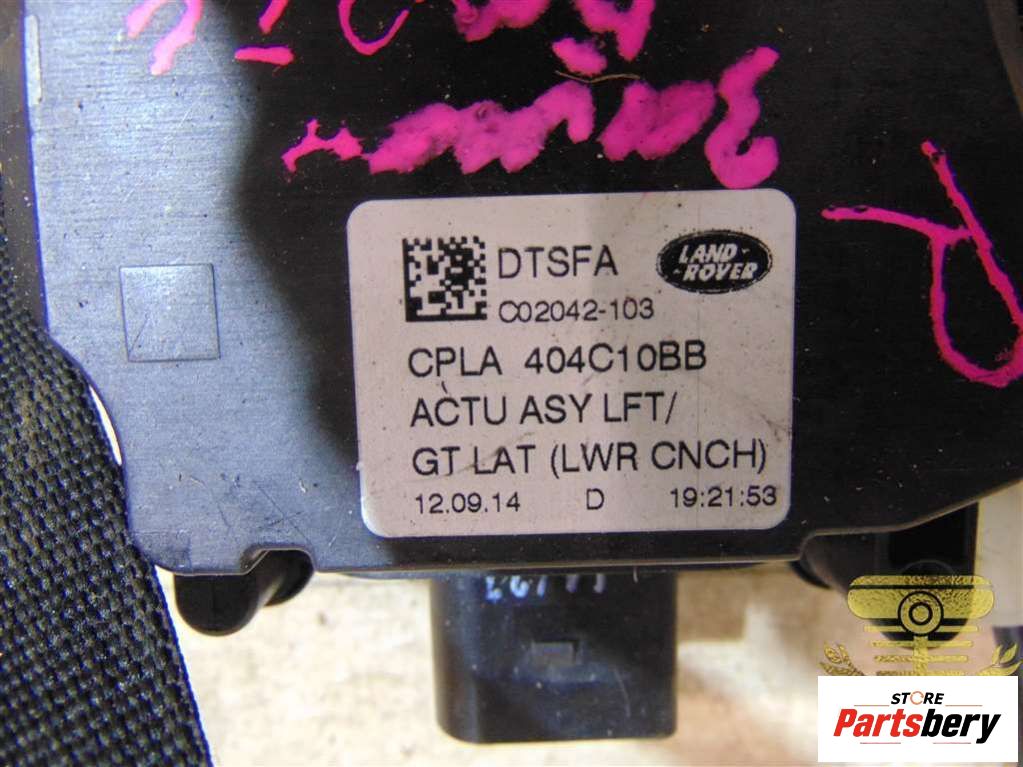 DTSFA LAND-
-ROVER
C02042-103
CPLA 404C10BB
ACTU ASY LFT/
GT LAT (LWR CNCH)
12.09.14 D 19:21:53
STORE
Partsbery